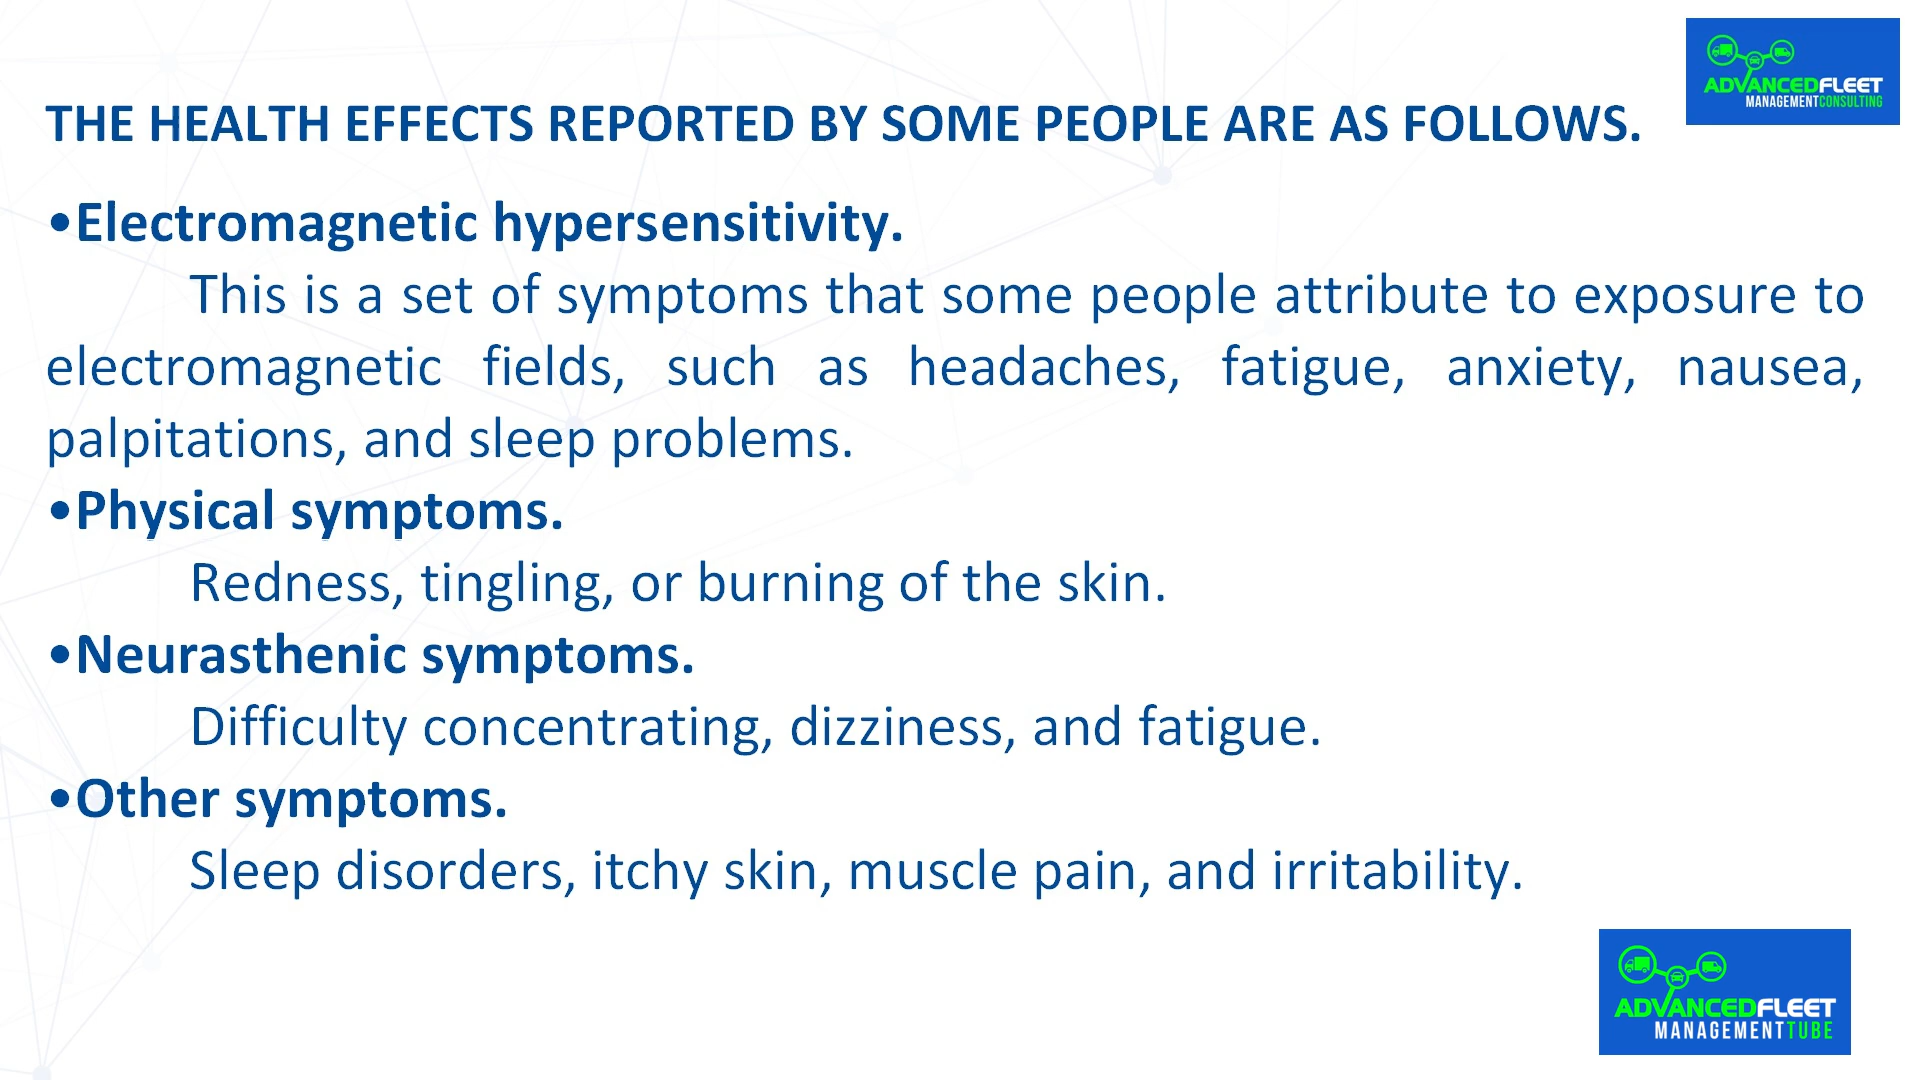 ADVANCEDFLEET
MANAGEMENTCONSULTING
THE HEALTH EFFECTS REPORTED BY SOME PEOPLE ARE AS FOLLOWS.
•Electromagnetic hypersensitivity.
This is a set of symptoms that some people attribute to exposure to
electromagnetic fields, such as headaches, fatigue, anxiety, nausea,
palpitations, and sleep problems.
•Physical symptoms.
Redness, tingling, or burning of the skin.
•Neurasthenic symptoms.
Difficulty concentrating, dizziness, and fatigue.
•Other symptoms.
Sleep disorders, itchy skin, muscle pain, and irritability.
ADVANCEDFLEET
MANAGEMENTTUBE